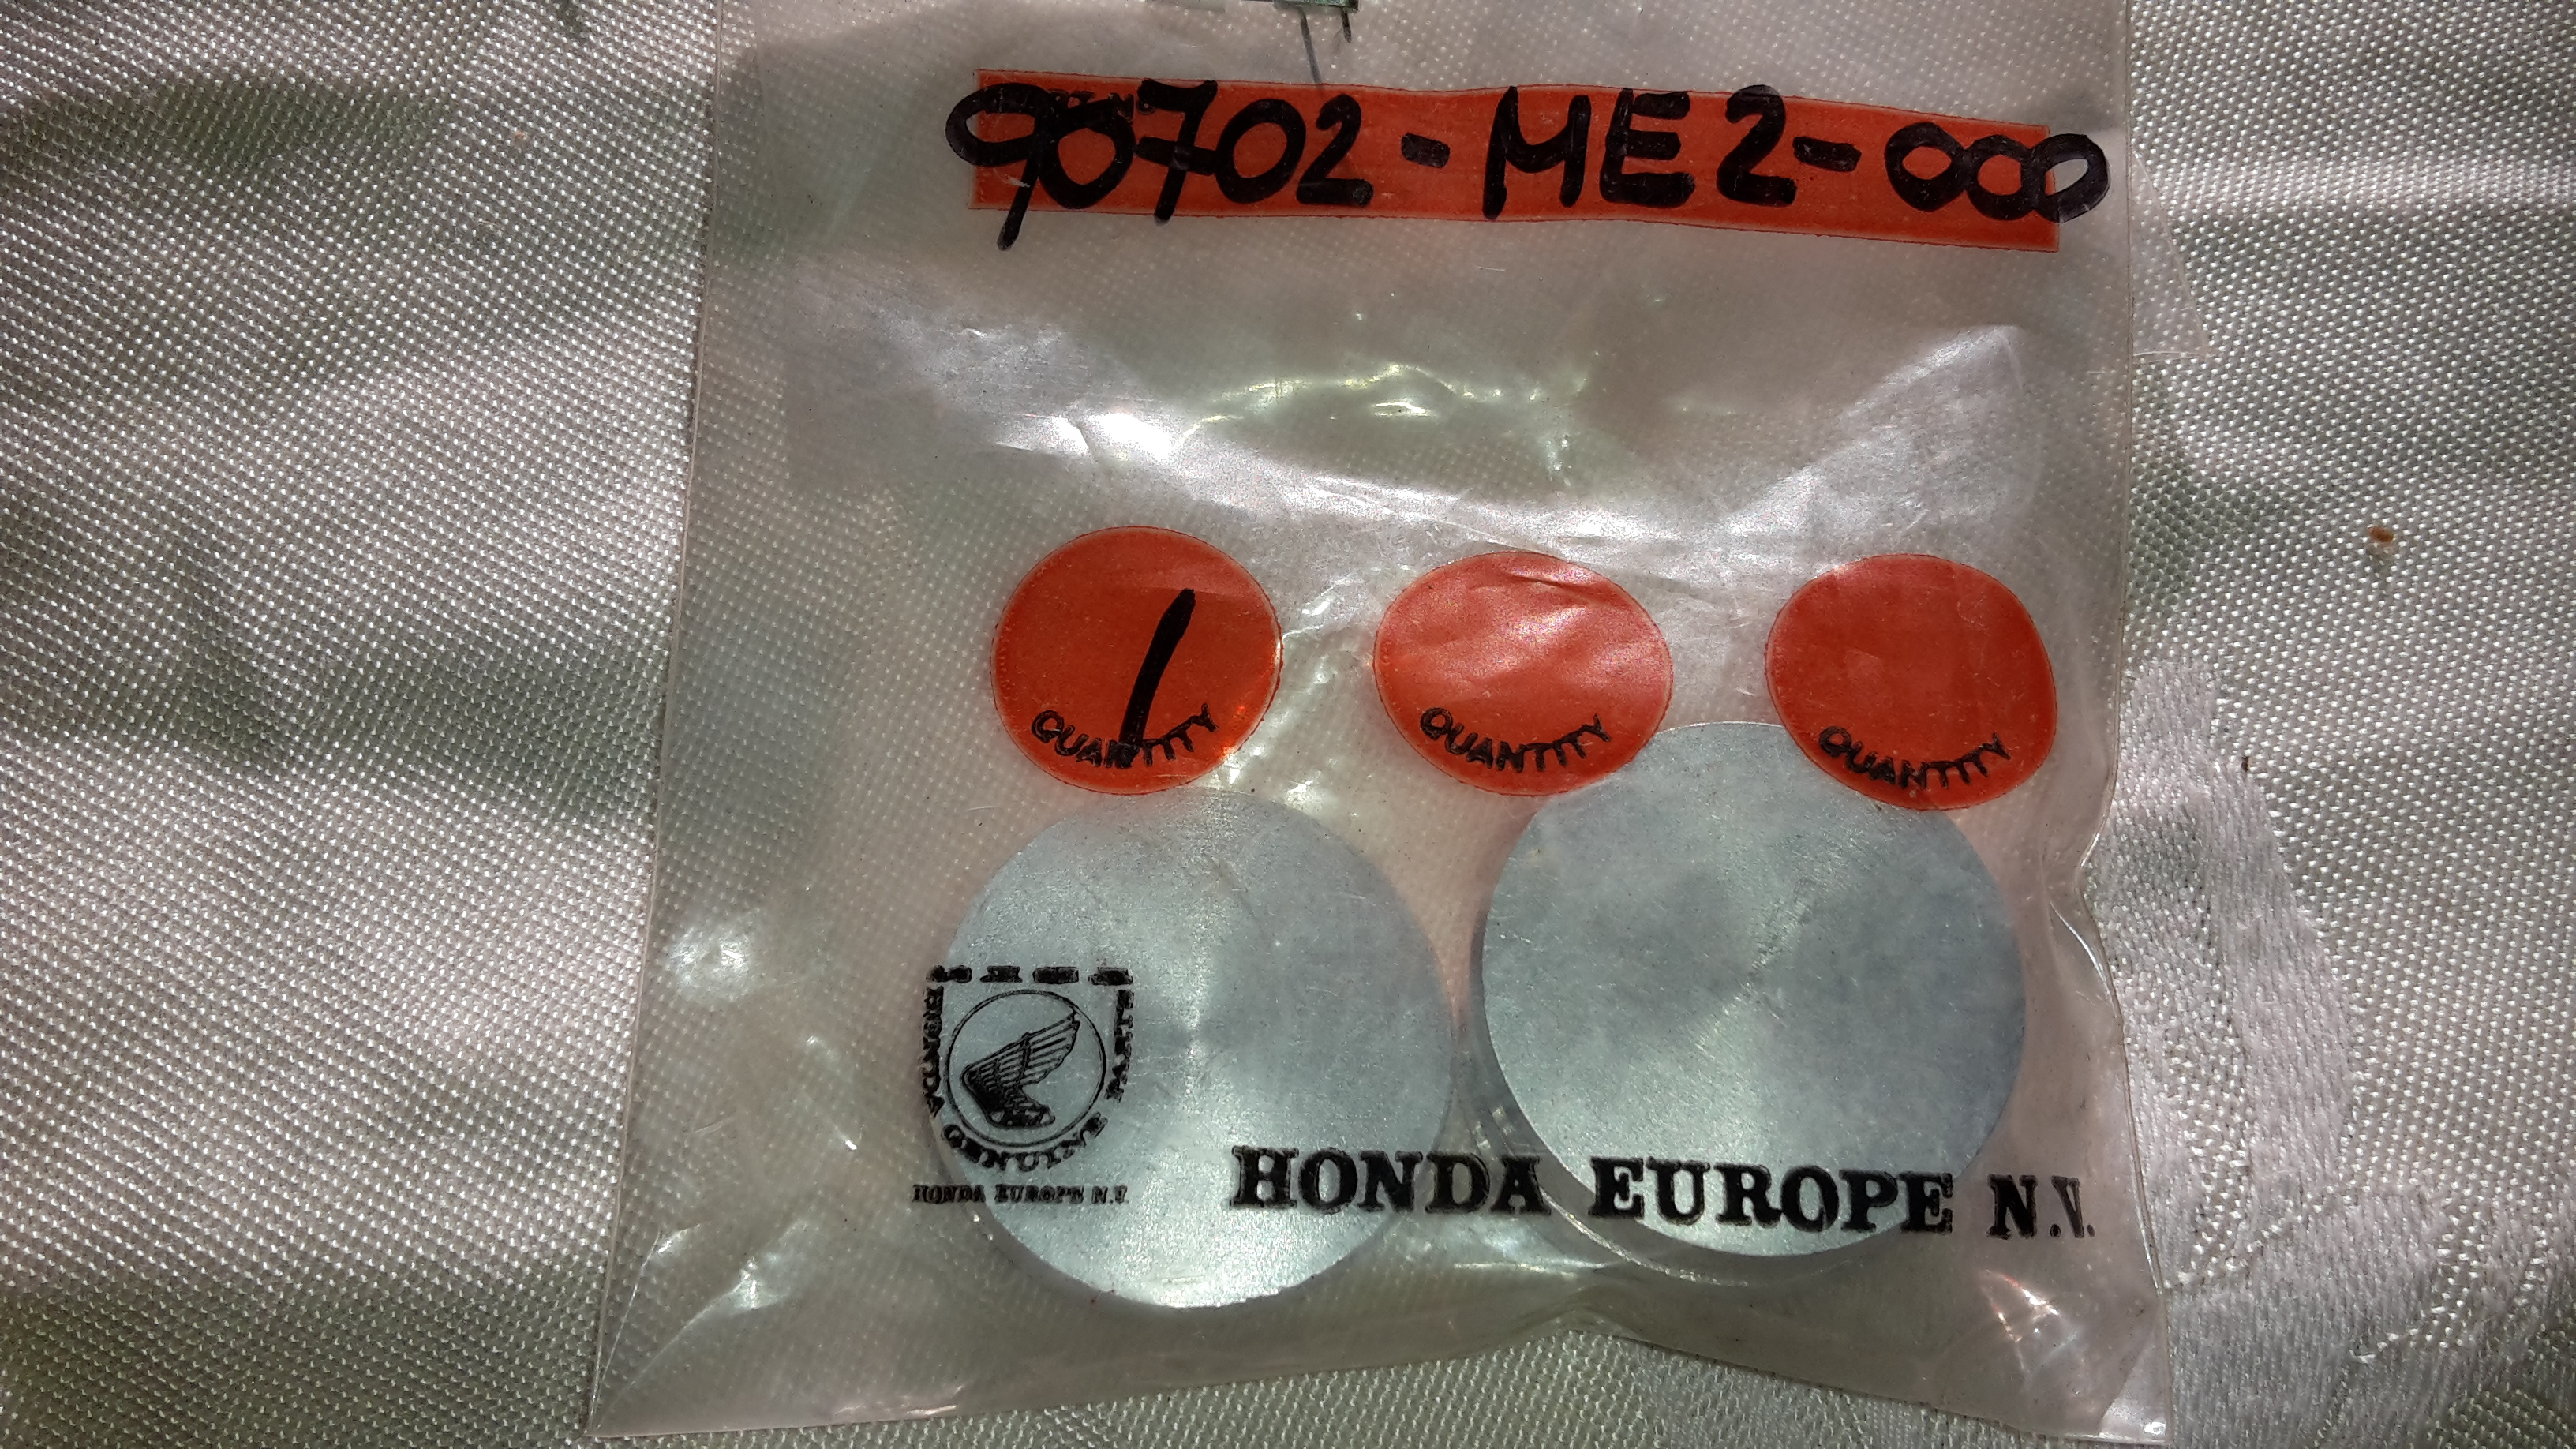 90702-ME2-000
1
QUANTITY
QUANTITY
QUANTITY
HONDA GENUINE PARTS
HONDA EUROPE N.V.
HONDA EUROPE N.V.